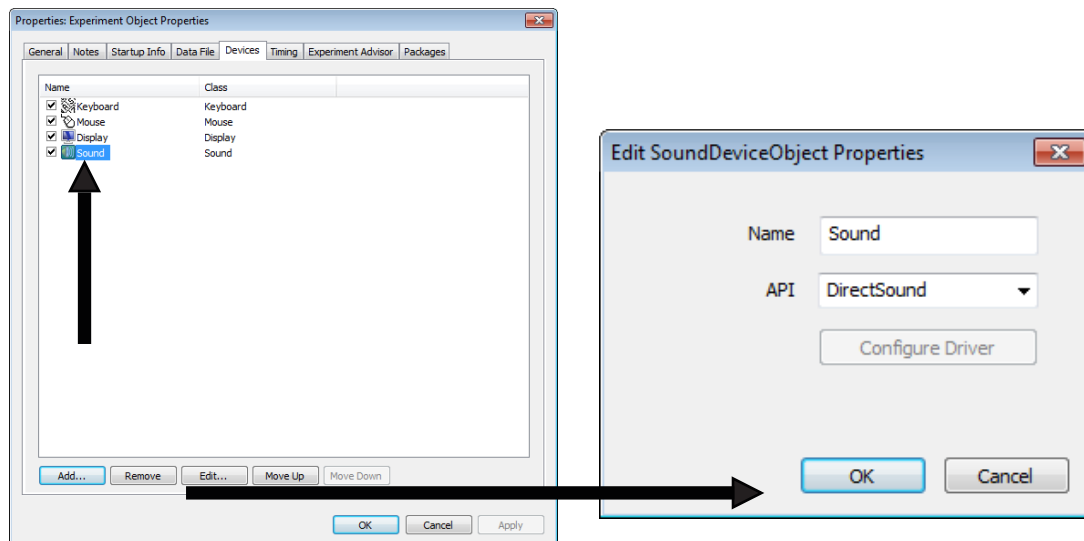 Properties: Experiment Object Properties
General Notes Startup Info Data File Devices Timing Experiment Advisor Packages
Name Class
Keyboard Keyboard
Mouse Mouse
Display Display
Sound Sound
Add... Remove Edit... Move Up Move Down
OK Cancel Apply
Edit SoundDeviceObject Properties
Name Sound
API DirectSound
Configure Driver
OK Cancel